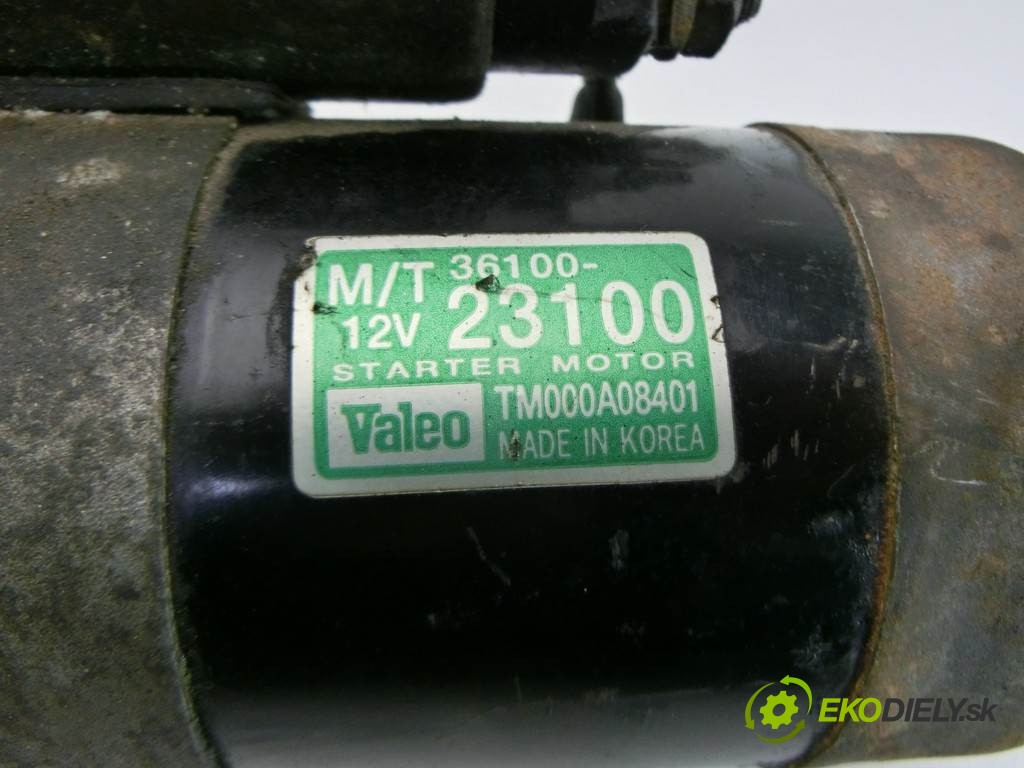 M/T 36100-
12V 23100
STARTER MOTOR
Valeo TM000A08401
MADE IN KOREA
EKODIELY.sk